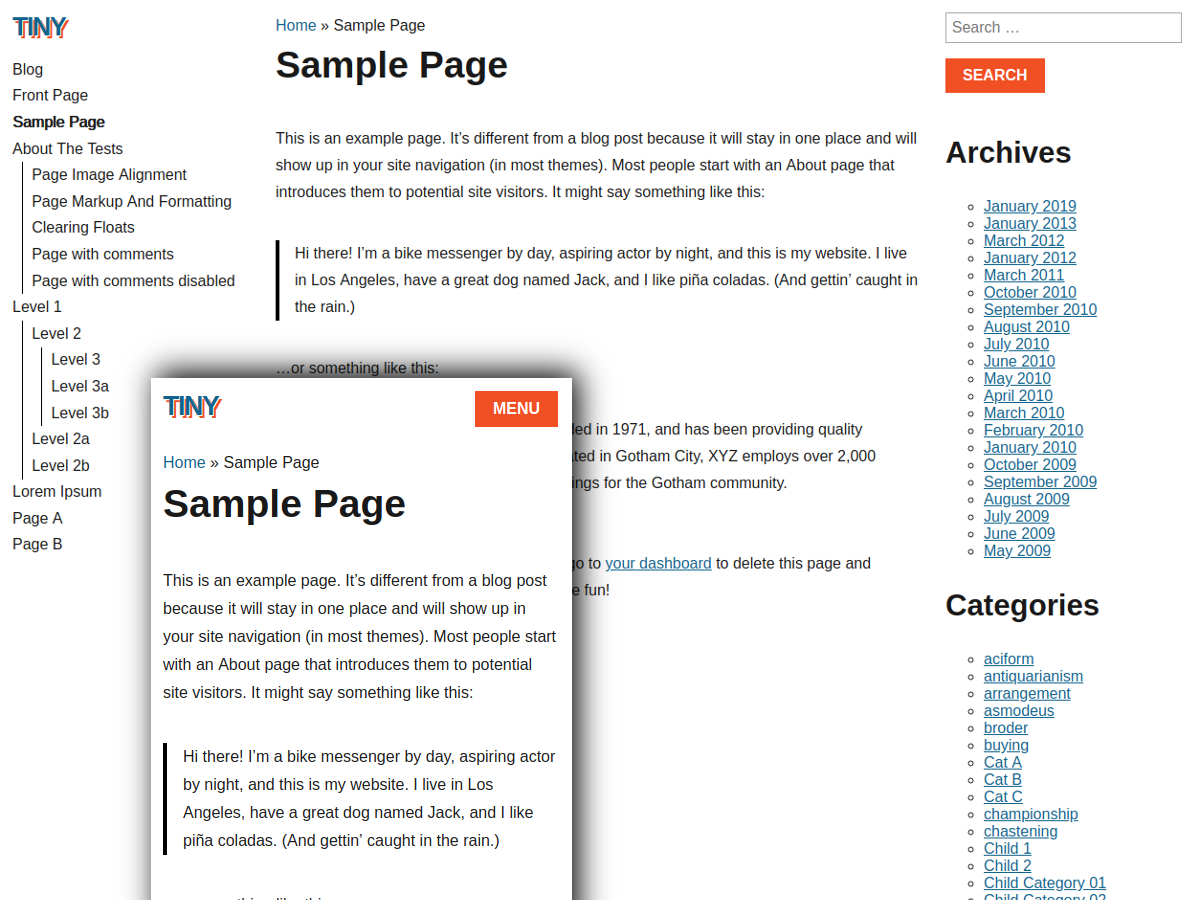 TINY
Blog
Front Page
Sample Page
About The Tests
Page Image Alignment
Page Markup And Formatting
Clearing Floats
Page with comments
Page with comments disabled
Level 1
Level 2
Level 3
Level 3a
Level 3b
Level 2a
Level 2b
Lorem Ipsum
Page A
Page B
Home » Sample Page
Sample Page
This is an example page. It’s different from a blog post because it will stay in one place and will
show up in your site navigation (in most themes). Most people start with an About page that
introduces them to potential site visitors. It might say something like this:
Hi there! I’m a bike messenger by day, aspiring actor by night, and this is my website. I live
in Los Angeles, have a great dog named Jack, and I like piña coladas. (And gettin’ caught in
the rain.)
…or something like this:
in 1971, and has been providing quality
in Gotham City, XYZ employs over 2,000
for the Gotham community.
go to your dashboard to delete this page and
fun!
TINY
MENU
Home » Sample Page
Sample Page
This is an example page. It’s different from a blog post
because it will stay in one place and will show up in
your site navigation (in most themes). Most people start
with an About page that introduces them to potential
site visitors. It might say something like this:
Hi there! I’m a bike messenger by day, aspiring actor
by night, and this is my website. I live in Los
Angeles, have a great dog named Jack, and I like
piña coladas. (And gettin’ caught in the rain.)
Search …
SEARCH
Archives
January 2019
January 2013
March 2012
January 2012
March 2011
October 2010
September 2010
August 2010
July 2010
June 2010
May 2010
April 2010
March 2010
February 2010
January 2010
October 2009
September 2009
August 2009
July 2009
June 2009
May 2009
Categories
aciform
antiquarianism
arrangement
asmodeus
broder
buying
Cat A
Cat B
Cat C
championship
chastening
Child 1
Child 2
Child Category 01
Child Category 02